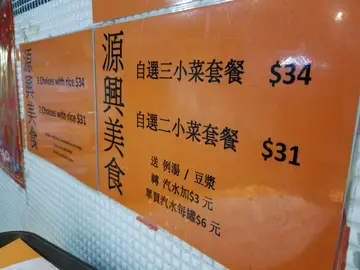 源興美食
3 Choices with rice $34
2 Choices with rice $31
源興美食
自選三小菜套餐 $34
自選二小菜套餐 $31
送 例湯 / 豆漿
轉 汽水加$3 元
單買汽水每罐$6 元